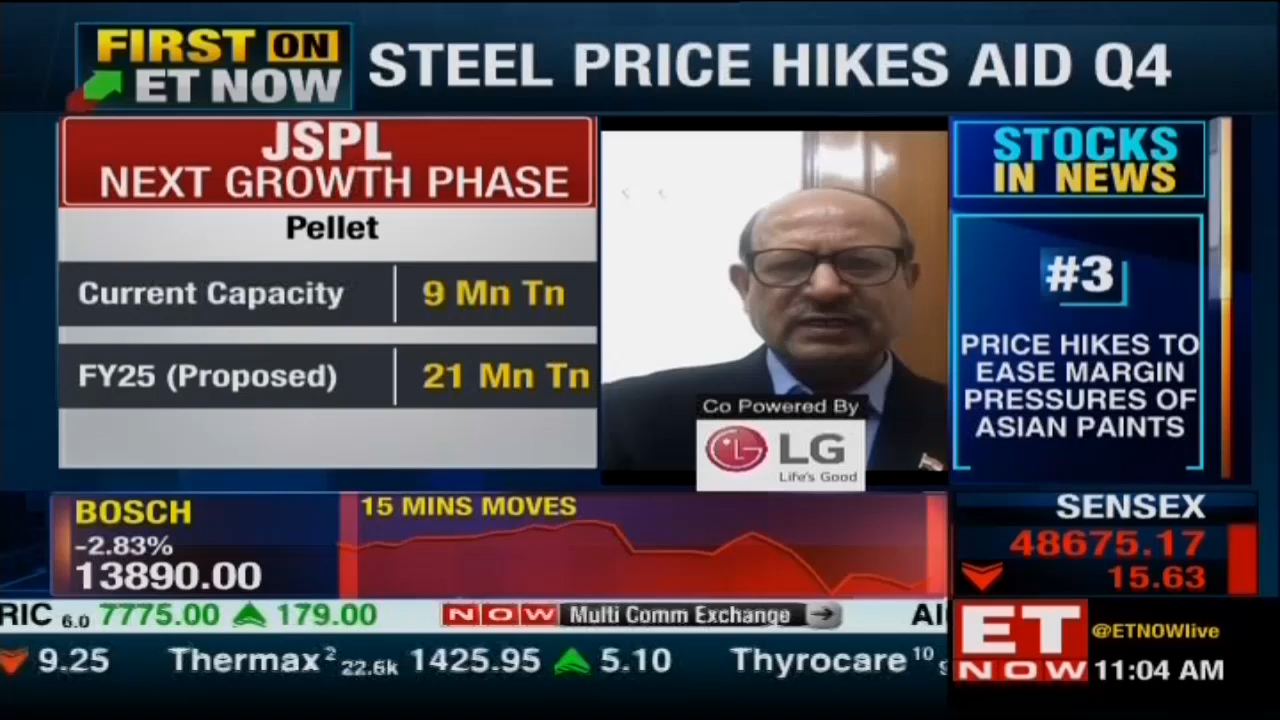 FIRST ON
ET NOW
STEEL PRICE HIKES AID Q4
JSPL
NEXT GROWTH PHASE
Pellet
Current Capacity 9 Mn Tn
FY25 (Proposed) 21 Mn Tn
Co Powered By
LG
Life's Good
STOCKS
IN NEWS
#3
PRICE HIKES TO
EASE MARGIN
PRESSURES OF
ASIAN PAINTS
BOSCH
-2.83%
13890.00
15 MINS MOVES
SENSEX
48675.17
15.63
RIC 6.0 7775.00 179.00 NOW Multi Comm Exchange
9.25 Thermax 2 22.6k 1425.95 5.10 Thyrocare 10
ET
NOW
@ETNOWlive
11:04 AM